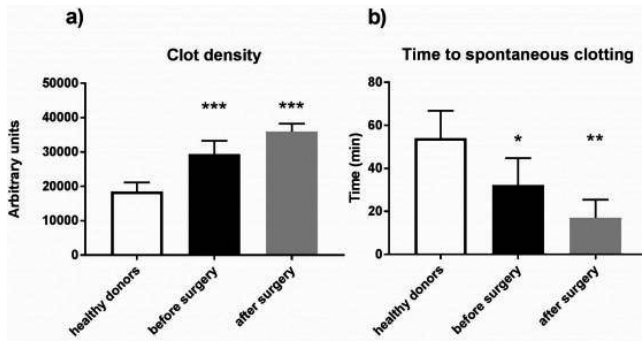 a)
Clot density
Arbitrary units
50000
40000
30000
20000
10000
0
***
***
healthy donors
before surgery
after surgery
b)
Time to spontaneous clotting
Time (min)
80
60
40
20
0
*
**
healthy donors
before surgery
after surgery